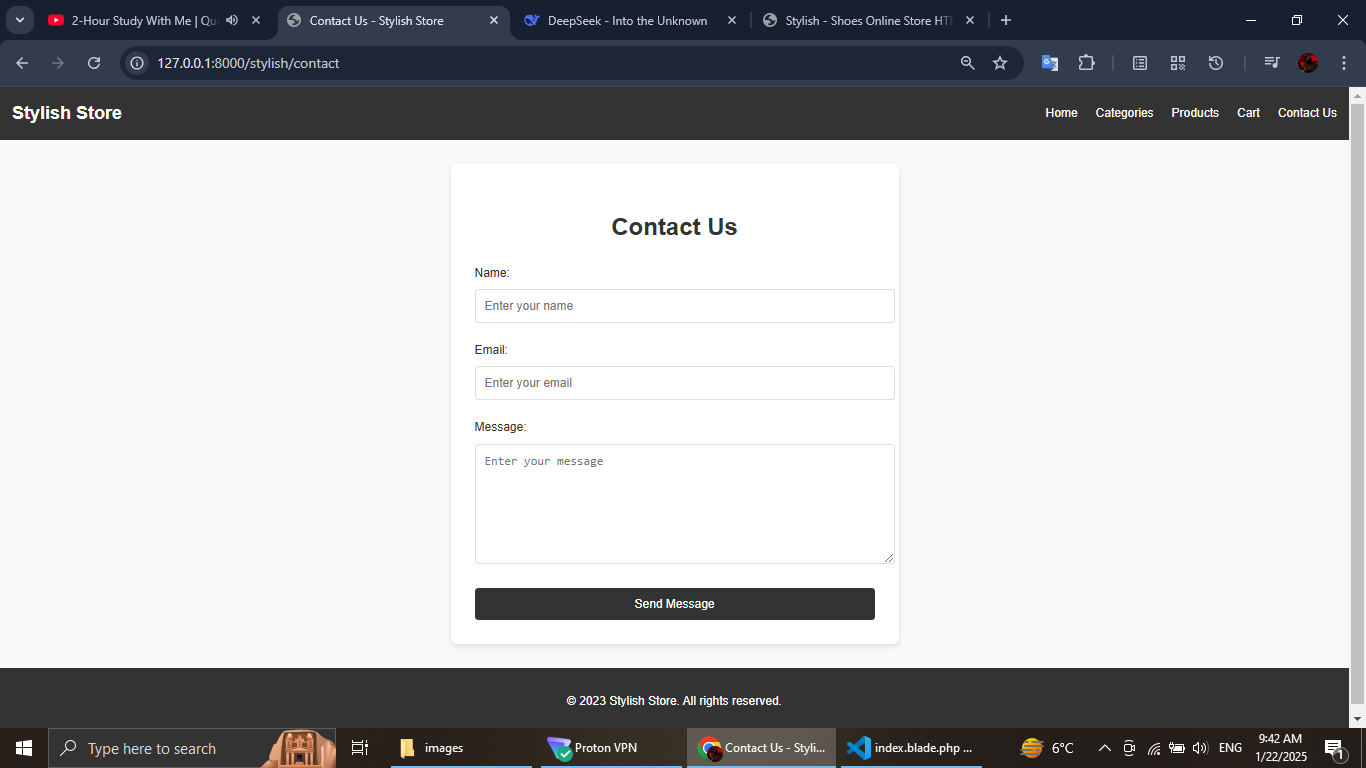 2-Hour Study With Me | Qu
Contact Us - Stylish Store
DeepSeek - Into the Unknown
Stylish - Shoes Online Store HT
127.0.0.1:8000/stylish/contact
Stylish Store
Home
Categories
Products
Cart
Contact Us
Contact Us
Name:
Enter your name
Email:
Enter your email
Message:
Enter your message
Send Message
© 2023 Stylish Store. All rights reserved.
Type here to search
images
Proton VPN
Contact Us - Styli...
index.blade.php ...
6°C
ENG
9:42 AM
1/22/2025
1